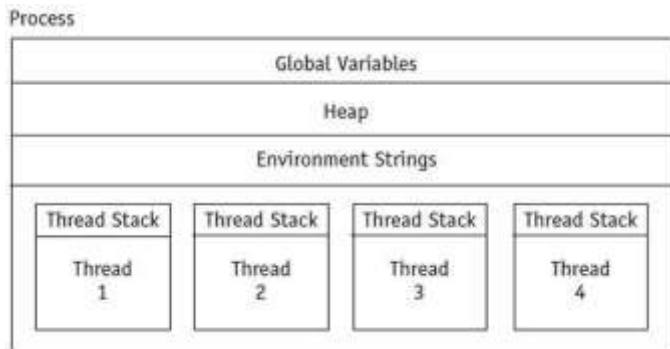 Process
Global Variables
Heap
Environment Strings
Thread Stack
Thread
1
Thread Stack
Thread
2
Thread Stack
Thread
3
Thread Stack
Thread
4